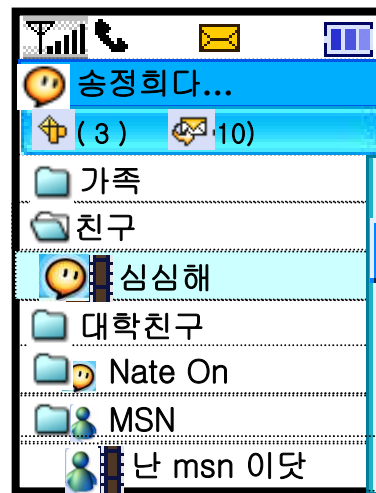 송정희다...
( 3 ) 10)
가족
친구
심심해
대학친구
Nate On
MSN
난 msn 이닷